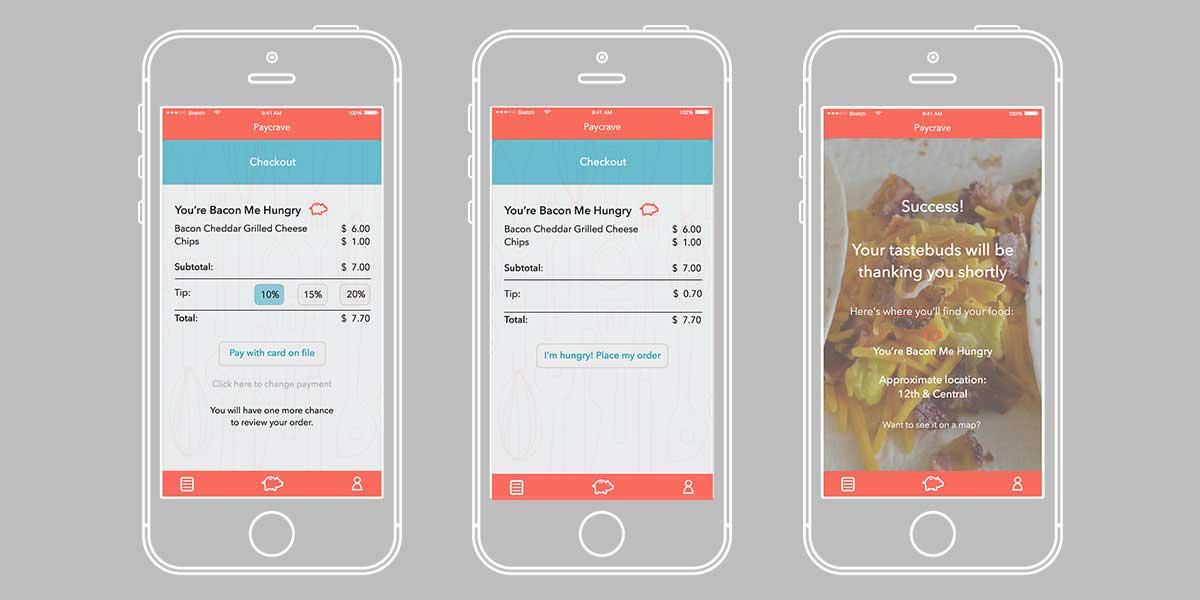 Sketch 9:41 AM 100%
Paycrave
Checkout
You're Bacon Me Hungry
Bacon Cheddar Grilled Cheese $ 6.00
Chips $ 1.00
Subtotal: $ 7.00
Tip: 10% 15% 20%
Total: $ 7.70
Pay with card on file
Click here to change payment
You will have one more chance
to review your order.
Sketch 9:41 AM 100%
Paycrave
Checkout
You're Bacon Me Hungry
Bacon Cheddar Grilled Cheese $ 6.00
Chips $ 1.00
Subtotal: $ 7.00
Tip: $ 0.70
Total: $ 7.70
I'm hungry! Place my order
Sketch 9:41 AM 100%
Paycrave
Success!
Your tastebuds will be
thanking you shortly
Here's where you'll find your food:
You're Bacon Me Hungry
Approximate location:
12th & Central
Want to see it on a map?